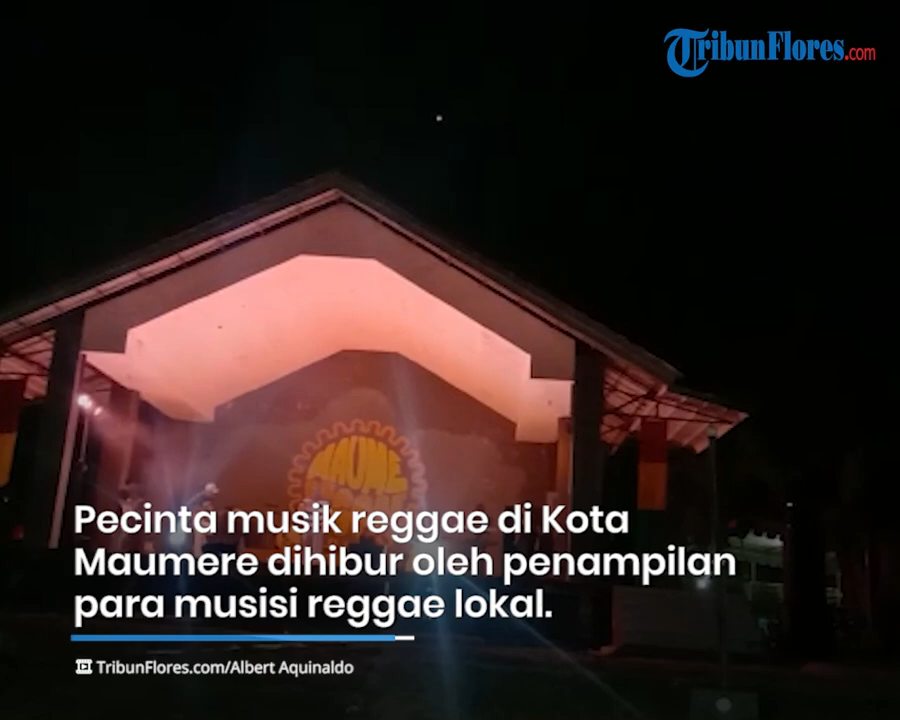 TribunFlores.com
MAUME
Pecinta musik reggae di Kota
Maumere dihibur oleh penampilan
para musisi reggae lokal.
TribunFlores.com/Albert Aquinaldo